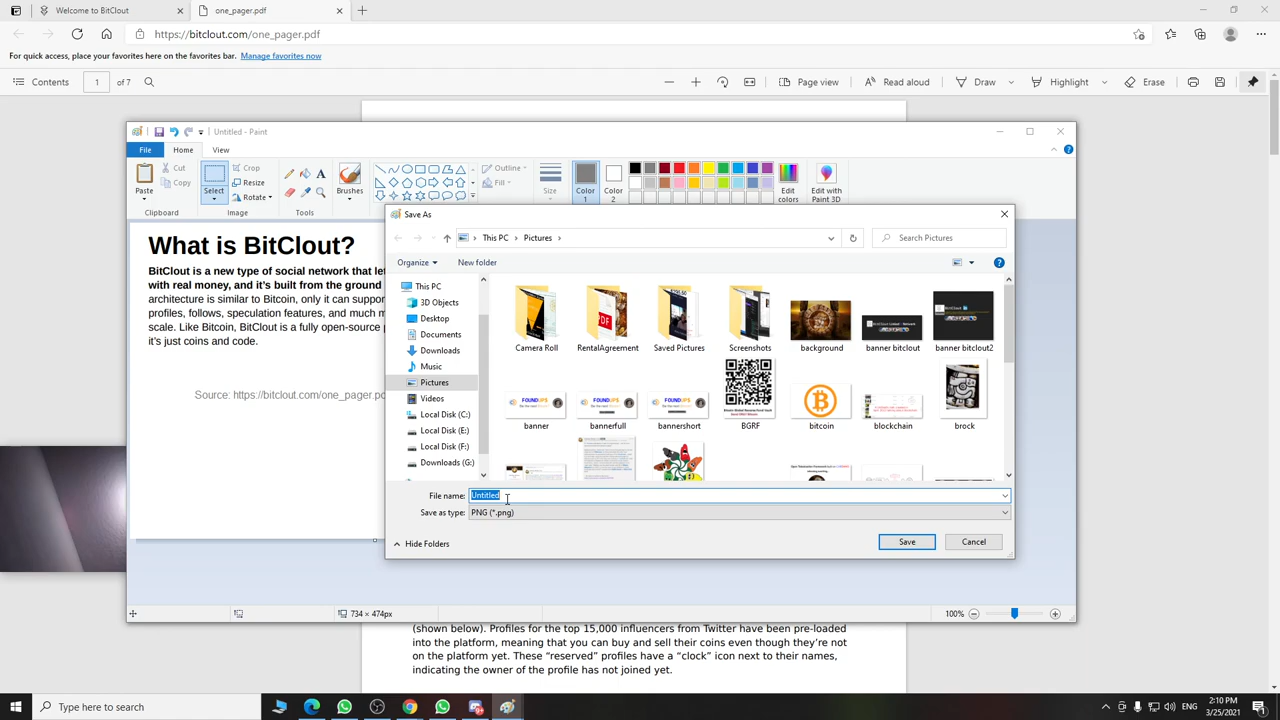 Welcome to BitClout
one_pager.pdf
https://bitclout.com/one_pager.pdf
For quick access, place your favorites here on the favorites bar. Manage favorites now
Contents
1
of 7
Page view
Read aloud
Draw
Highlight
Erase
Untitled - Paint
File
Home
View
Paste
Cut
Copy
Clipboard
Select
Crop
Resize
Rotate
Image
A
Tools
Brushes
Outline
Fill
Size
Color
1
Color
2
Edit
colors
Edit with
Paint 3D
What is BitClout?
BitClout is a new type of social network that let
with real money, and it's built from the ground
architecture is similar to Bitcoin, only it can suppor
profiles, follows, speculation features, and much m
scale. Like Bitcoin, BitClout is a fully open-source
it's just coins and code.
Source: https://bitclout.com/one_pager.pd
Save As
This PC
Pictures
Search Pictures
Organize
New folder
This PC
3D Objects
Desktop
Documents
Downloads
Music
Pictures
Videos
Local Disk (C:)
Local Disk (E:)
Local Disk (F:)
Downloads (G:)
Camera Roll
RentalAgreement
Saved Pictures
Screenshots
background
banner bitclout
banner bitclout2
PDF
FOUNDUPS
FOUNDUPS
FOUNDUPS
banner
bannerfull
bannershort
BGRF
bitcoin
blockchain
brock
File name:
Untitled
Save as type:
PNG (*.png)
Hide Folders
Save
Cancel
734 × 474px
100%
(shown below). Profiles for the top 15,000 influencers from Twitter have been pre-loaded
into the platform, meaning that you can buy and sell their coins even though they're not
on the platform yet. These “reserved” profiles have a “clock” icon next to their names,
indicating the owner of the profile has not joined yet.
Type here to search
ENG
2:10 PM
3/25/2021
1